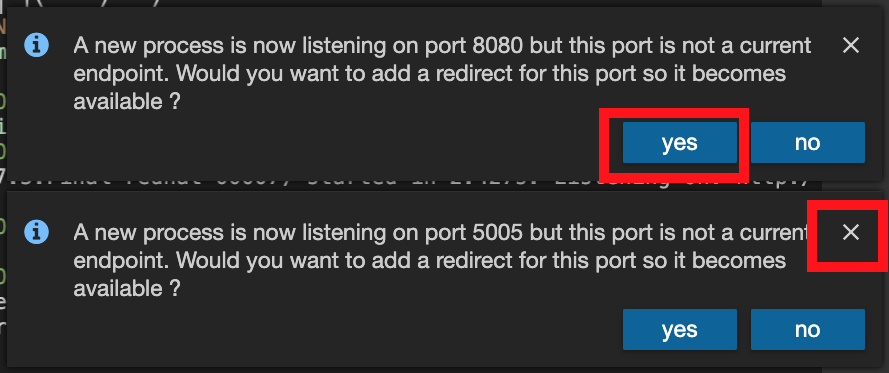 A new process is now listening on port 8080 but this port is not a current
endpoint. Would you want to add a redirect for this port so it becomes
available ?
yes no
A new process is now listening on port 5005 but this port is not a current
endpoint. Would you want to add a redirect for this port so it becomes
available ?
yes no